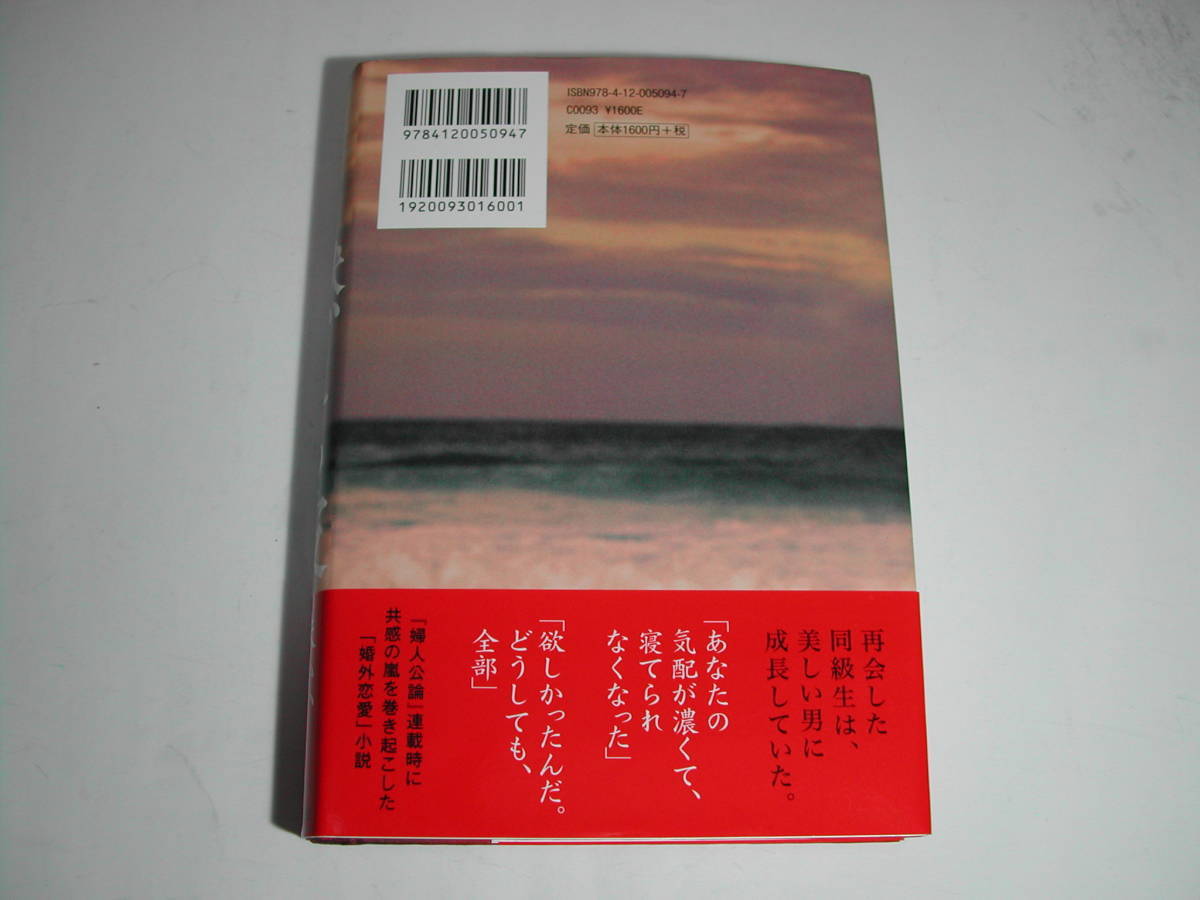 9784120050947
1920093016001
ISBN978-4-12-005094-7
C0093 ¥1600E
定価 本体1600円+税
再会した
同級生は、
美しい男に
成長していた。
「あなたの
気配が濃くて、
寝てられ
なくなった」
「欲しかったんだ。
どうしても、
全部」
『婦人公論』連載時に
共感の嵐を巻き起こした
「婚外恋愛」小説